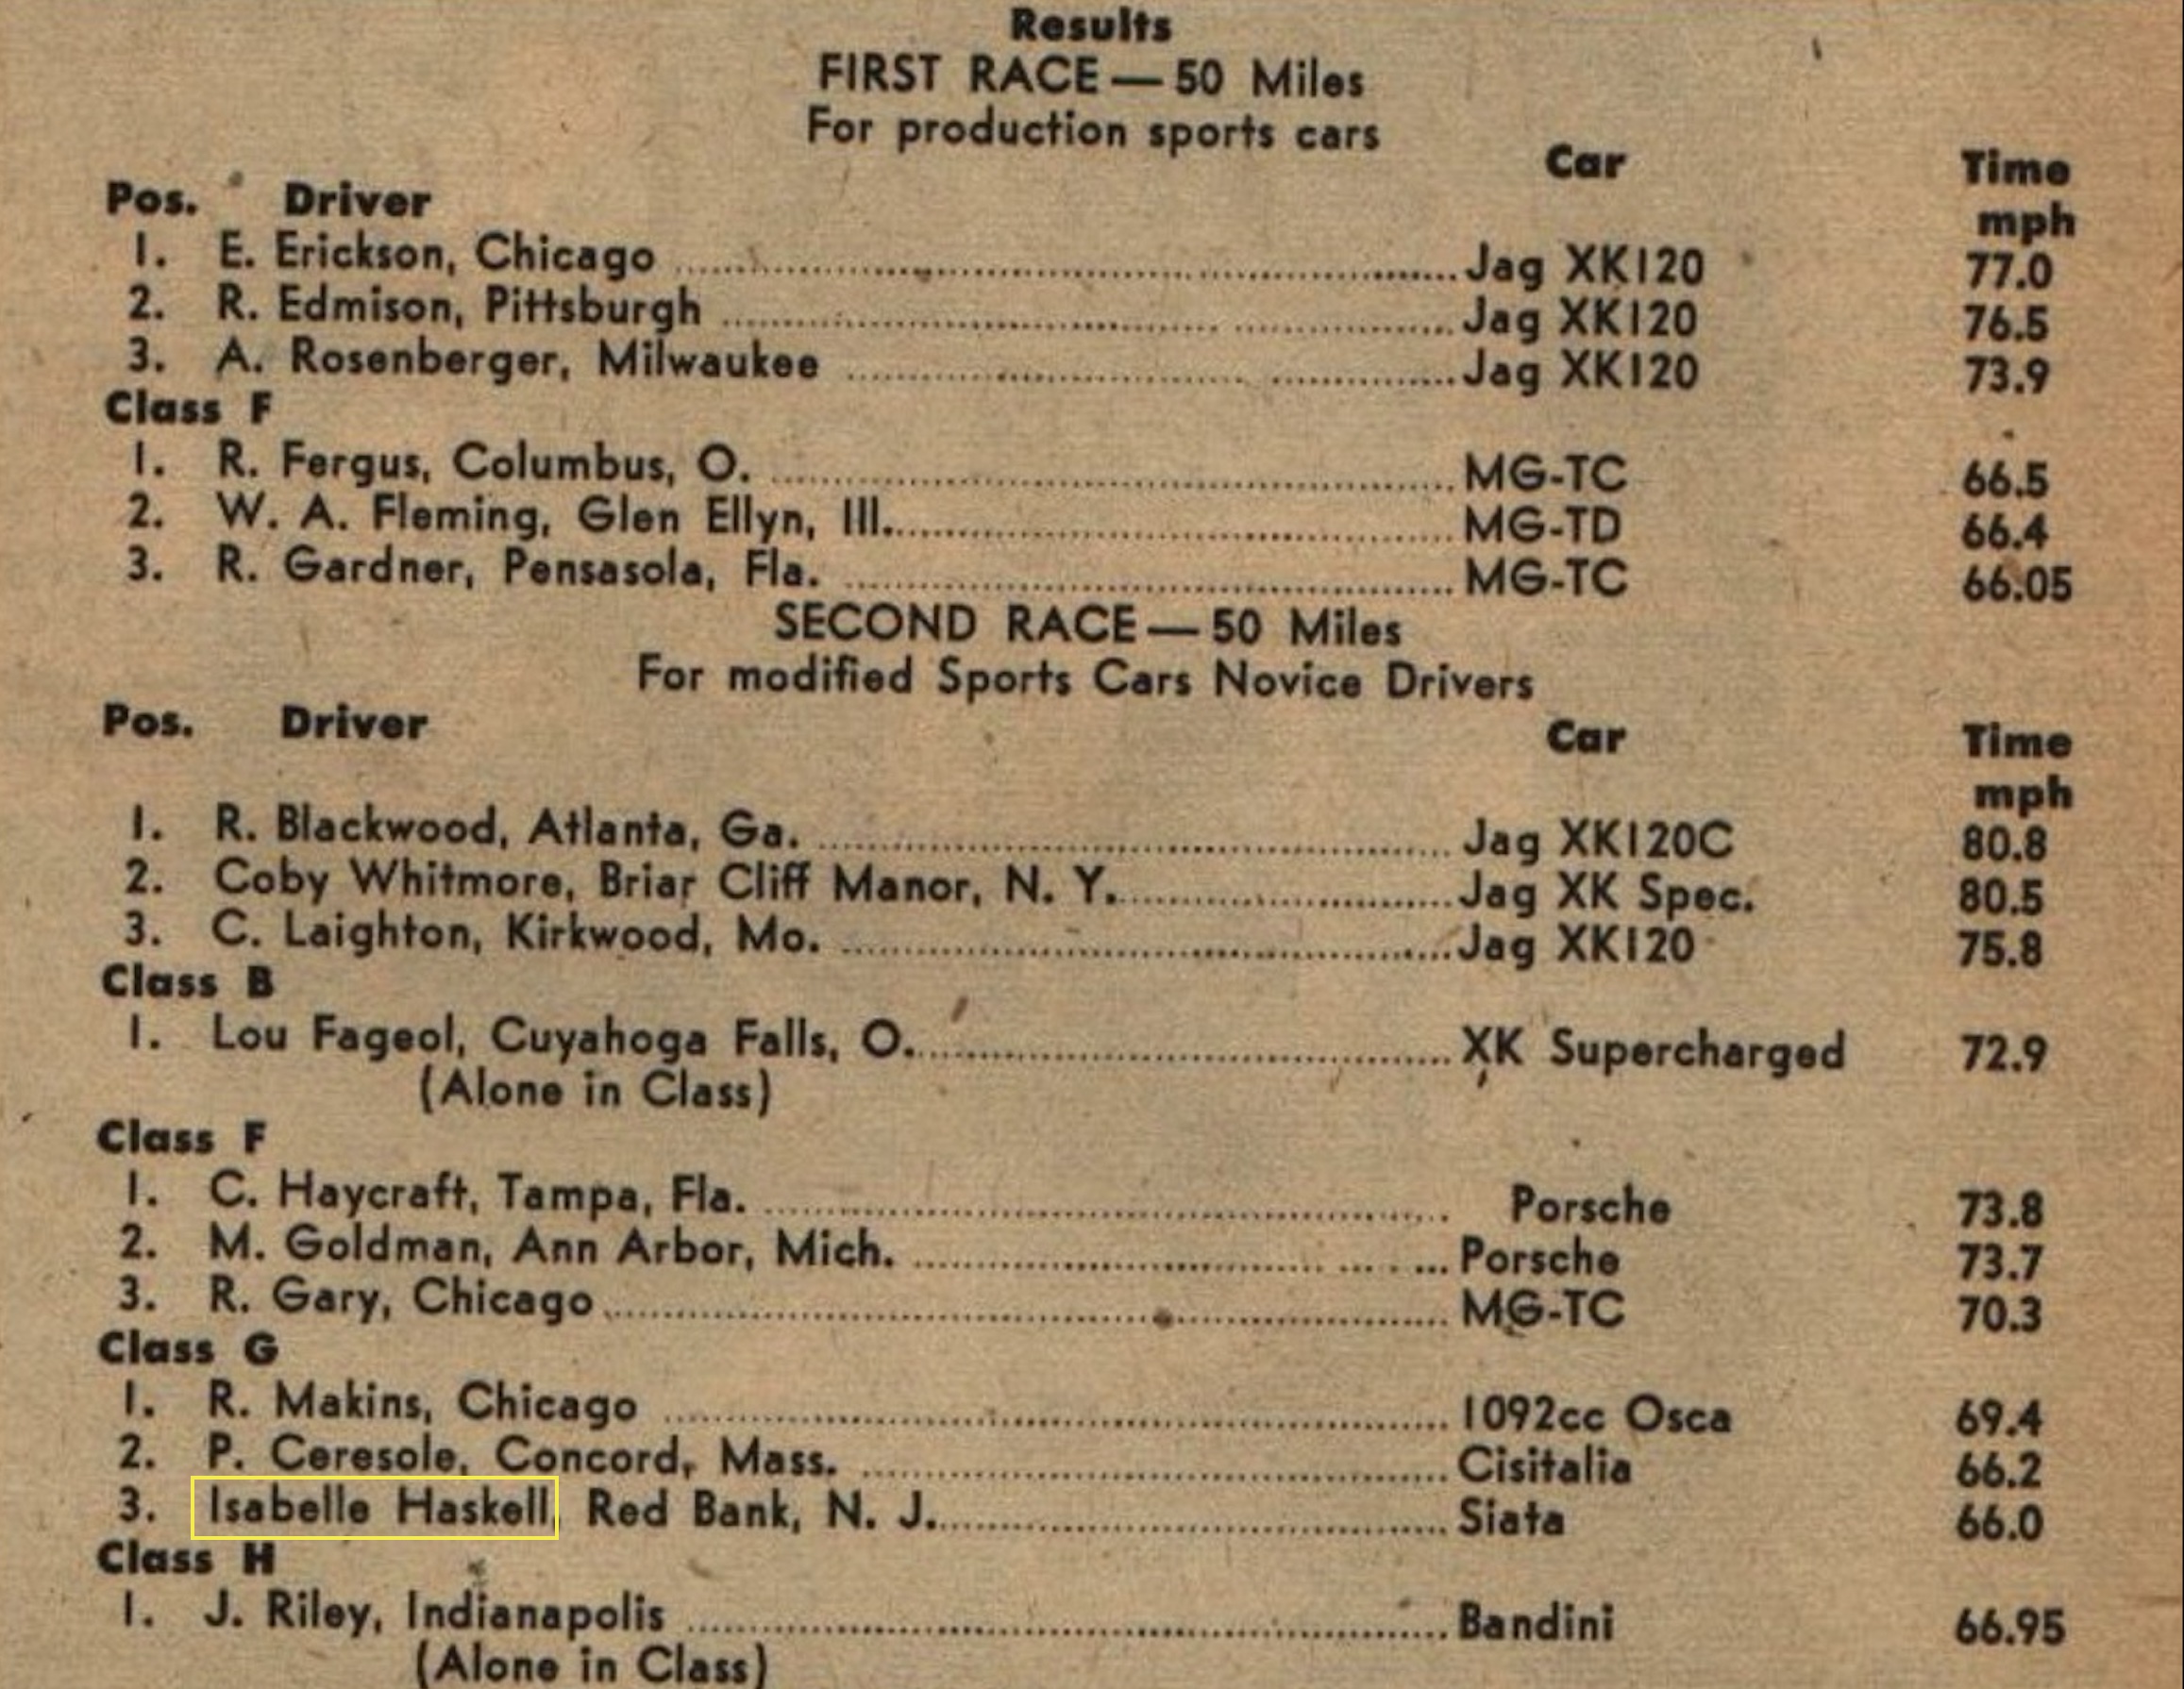 Results
FIRST RACE — 50 Miles
For production sports cars
Pos. Driver Car Time
mph
1. E. Erickson, Chicago Jag XK120 77.0
2. R. Edmison, Pittsburgh Jag XK120 76.5
3. A. Rosenberger, Milwaukee Jag XK120 73.9
Class F
1. R. Fergus, Columbus, O. MG-TC 66.5
2. W. A. Fleming, Glen Ellyn, Ill. MG-TD 66.4
3. R. Gardner, Pensasola, Fla. MG-TC 66.05
SECOND RACE — 50 Miles
For modified Sports Cars Novice Drivers
Pos. Driver Car Time
mph
1. R. Blackwood, Atlanta, Ga. Jag XK120C 80.8
2. Coby Whitmore, Briar Cliff Manor, N. Y. Jag XK Spec. 80.5
3. C. Laighton, Kirkwood, Mo. Jag XK120 75.8
Class B
1. Lou Fageol, Cuyahoga Falls, O. XK Supercharged 72.9
(Alone in Class)
Class F
1. C. Haycraft, Tampa, Fla. Porsche 73.8
2. M. Goldman, Ann Arbor, Mich. Porsche 73.7
3. R. Gary, Chicago MG-TC 70.3
Class G
1. R. Makins, Chicago 1092cc Osca 69.4
2. P. Ceresole, Concord, Mass. Cisitalia 66.2
3. Isabelle Haskell, Red Bank, N. J. Siata 66.0
Class H
1. J. Riley, Indianapolis Bandini 66.95
(Alone in Class)